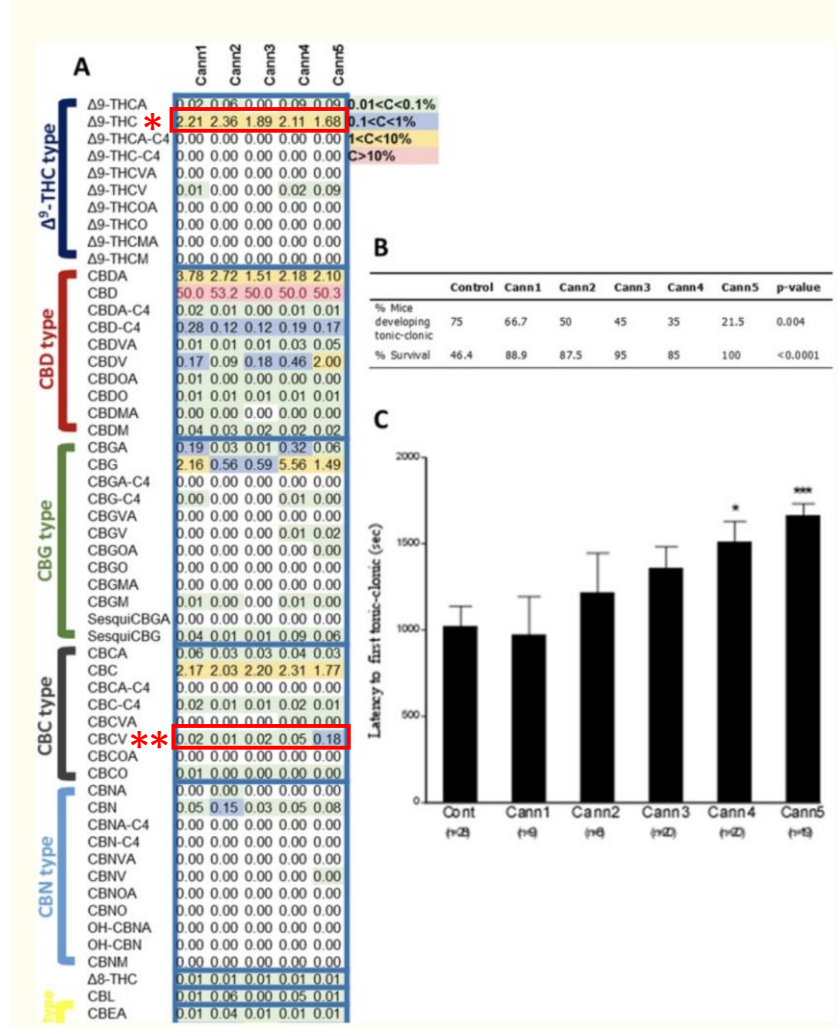 A
Cann1 Cann2 Cann3 Cann4 Cann5
Δ9-THC type
Δ9-THCA 0.02 0.06 0.00 0.09 0.09 0.01<C<0.1%
Δ9-THC * 2.21 2.36 1.89 2.11 1.68 0.1<C<1%
Δ9-THCA-C4 0.00 0.00 0.00 0.00 0.00 1<C<10%
Δ9-THC-C4 0.00 0.00 0.00 0.00 0.00 C>10%
Δ9-THCVA 0.00 0.00 0.00 0.00 0.00
Δ9-THCV 0.01 0.00 0.00 0.02 0.09
Δ9-THCOA 0.00 0.00 0.00 0.00 0.00
Δ9-THCO 0.00 0.00 0.00 0.00 0.00
Δ9-THCMA 0.00 0.00 0.00 0.00 0.00
Δ9-THCM 0.00 0.00 0.00 0.00 0.00
CBD type
CBDA 3.78 2.72 1.51 2.18 2.10
CBD 50.0 53.2 50.0 50.0 50.3
CBDA-C4 0.02 0.01 0.00 0.01 0.01
CBD-C4 0.28 0.12 0.12 0.19 0.17
CBDVA 0.01 0.01 0.01 0.03 0.05
CBDV 0.17 0.09 0.18 0.46 2.00
CBDOA 0.01 0.00 0.00 0.00 0.00
CBDO 0.01 0.01 0.01 0.01 0.01
CBDMA 0.00 0.00 0.00 0.00 0.00
CBDM 0.04 0.03 0.02 0.02 0.02
CBG type
CBGA 0.19 0.03 0.01 0.32 0.06
CBG 2.16 0.56 0.59 5.56 1.49
CBGA-C4 0.00 0.00 0.00 0.00 0.00
CBG-C4 0.00 0.00 0.00 0.01 0.00
CBGVA 0.00 0.00 0.00 0.00 0.00
CBGV 0.00 0.00 0.00 0.01 0.02
CBGOA 0.00 0.00 0.00 0.00 0.00
CBGO 0.00 0.00 0.00 0.00 0.00
CBGMA 0.00 0.00 0.00 0.00 0.00
CBGM 0.01 0.00 0.00 0.01 0.00
SesquiCBGA 0.00 0.00 0.00 0.00 0.00
SesquiCBG 0.04 0.01 0.01 0.09 0.06
CBC type
CBCA 0.06 0.03 0.03 0.04 0.03
CBC 2.17 2.03 2.20 2.31 1.77
CBCA-C4 0.00 0.00 0.00 0.00 0.00
CBC-C4 0.02 0.01 0.01 0.02 0.01
CBCVA 0.00 0.00 0.00 0.00 0.00
CBCV ** 0.02 0.01 0.02 0.05 0.18
CBCOA 0.00 0.00 0.00 0.00 0.00
CBCO 0.01 0.00 0.00 0.00 0.00
CBN type
CBNA 0.00 0.00 0.00 0.00 0.00
CBN 0.05 0.15 0.03 0.05 0.08
CBNA-C4 0.00 0.00 0.00 0.00 0.00
CBN-C4 0.00 0.00 0.00 0.00 0.00
CBNVA 0.00 0.00 0.00 0.00 0.00
CBNV 0.00 0.00 0.00 0.00 0.00
CBNOA 0.00 0.00 0.00 0.00 0.00
CBNO 0.00 0.00 0.00 0.00 0.00
OH-CBNA 0.00 0.00 0.00 0.00 0.00
OH-CBN 0.00 0.00 0.00 0.00 0.00
CBNM 0.00 0.00 0.00 0.00 0.00
Δ8-THC 0.01 0.01 0.01 0.01 0.01
type
CBL 0.01 0.06 0.00 0.05 0.01
CBEA 0.01 0.04 0.01 0.01 0.01
B
Control Cann1 Cann2 Cann3 Cann4 Cann5 p-value
% Mice
developing
tonic-clonic
75 66.7 50 45 35 21.5 0.004
% Survival 46.4 88.9 87.5 95 85 100 <0.0001
C
Latency to first tonic-clonic (sec)
2000
1500
1000
500
0
* ***
Cont Cann1 Cann2 Cann3 Cann4 Cann5